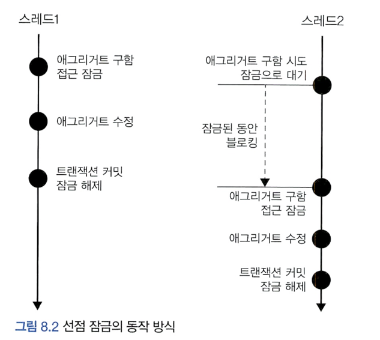 스레드1
애그리거트 구함
접근 잠금
애그리거트 수정
트랜잭션 커밋
잠금 해제
스레드2
애그리거트 구함 시도
잠금으로 대기
잠금된 동안
블로킹
애그리거트 구함
접근 잠금
애그리거트 수정
트랜잭션 커밋
잠금 해제
그림 8.2 선점 잠금의 동작 방식